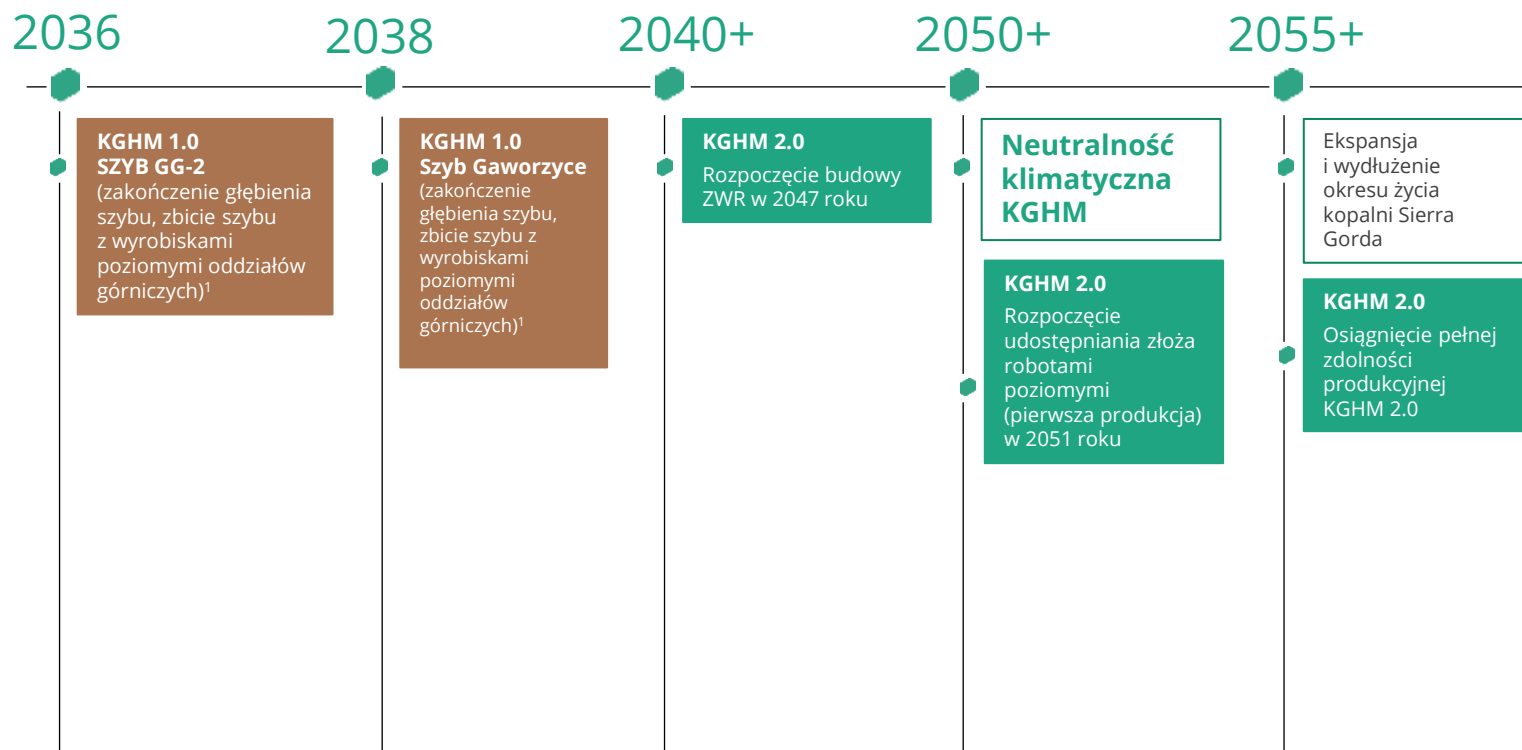 2036
2038
2040+
2050+
2055+
KGHM 1.0
SZYB GG-2
(zakończenie głębienia
szybu, zbicie szybu
z wyrobiskami
poziomymi oddziałów
górniczych)¹
KGHM 1.0
Szyb Gaworzyce
(zakończenie
głębienia szybu,
zbicie szybu z
wyrobiskami
poziomymi
oddziałów
górniczych)¹
KGHM 2.0
Rozpoczęcie budowy
ZWR w 2047 roku
Neutralność
klimatyczna
KGHM
KGHM 2.0
Rozpoczęcie
udostępniania złoża
robotami
poziomymi
(pierwsza produkcja)
w 2051 roku
Ekspansja
i wydłużenie
okresu życia
kopalni Sierra
Gorda
KGHM 2.0
Osiągnięcie pełnej
zdolności
produkcyjnej
KGHM 2.0